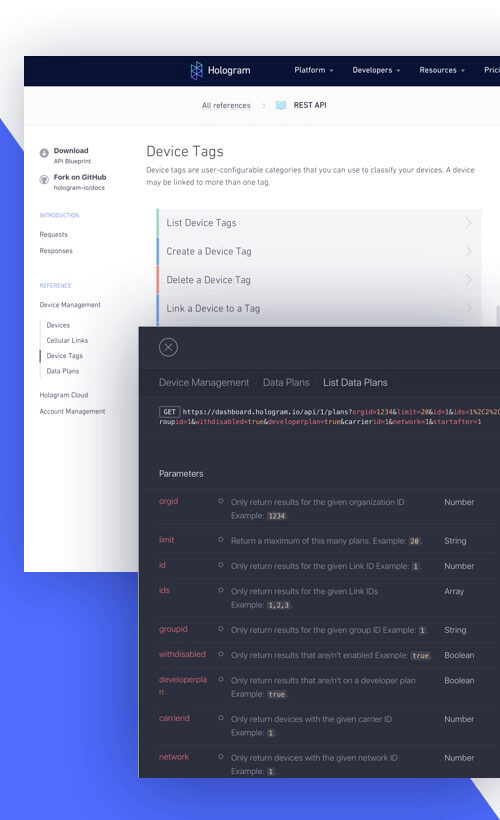 Hologram
Platform Developers Resources Prici
All references REST API
Download
API Blueprint
Fork on GitHub
hologram-io/docs
INTRODUCTION
Requests
Responses
REFERENCE
Device Management
Devices
Cellular Links
Device Tags
Data Plans
Hologram Cloud
Account Management
Device Tags
Device tags are user-configurable categories that you can use to classify your devices. A device
may be linked to more than one tag.
List Device Tags
Create a Device Tag
Delete a Device Tag
Link a Device to a Tag
Device Management Data Plans List Data Plans
GET https://dashboard.hologram.io/api/1/plans?orgid=1234&limit=20&id=1&ids=1%2C2%2C
roupid=1&withdisabled=true&developerplan=true&carrierid=1&network=1&startafter=1
Parameters
orgid Only return results for the given organization ID Number
Example: 1234.
limit Return a maximum of this many plans. Example: 20. String
id Only return results for the given Link ID Example: 1. Number
ids Only return results for the given Link IDs Array
Example: 1,2,3.
groupid Only return results for the given group ID Example: 1. String
withdisabled Only return results that are/n't enabled Example: true. Boolean
developerpla Only return results that are/n't on a developer plan Boolean
n Example: true.
carrierid Only return devices with the given carrier ID Number
Example: 1.
network Only return devices with the given network ID Number
Example: 1.